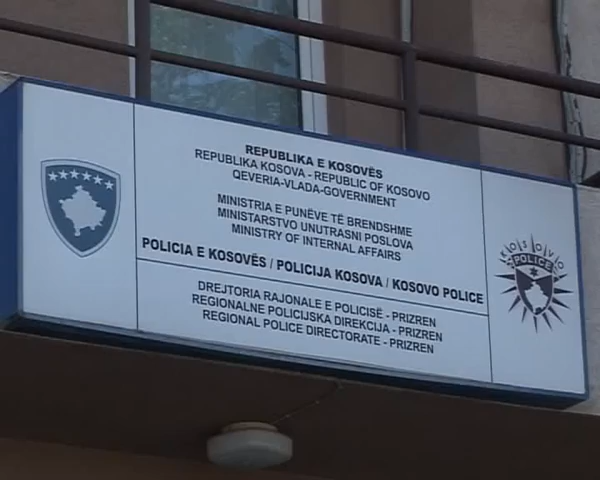 REPUBLIKA E KOSOVËS
REPUBLIKA KOSOVA - REPUBLIC OF KOSOVO
QEVERIA-VLADA-GOVERNMENT
MINISTRIA E PUNËVE TË BRENDSHME
MINISTARSTVO UNUTRASNI POSLOVA
MINISTRY OF INTERNAL AFFAIRS
POLICIA E KOSOVËS / POLICIJA KOSOVA / KOSOVO POLICE
DREJTORIA RAJONALE E POLICISË - PRIZREN
REGIONALNE POLICIJSKA DIREKCIJA - PRIZREN
REGIONAL POLICE DIRECTORATE - PRIZREN
KOSOVO
POLICE